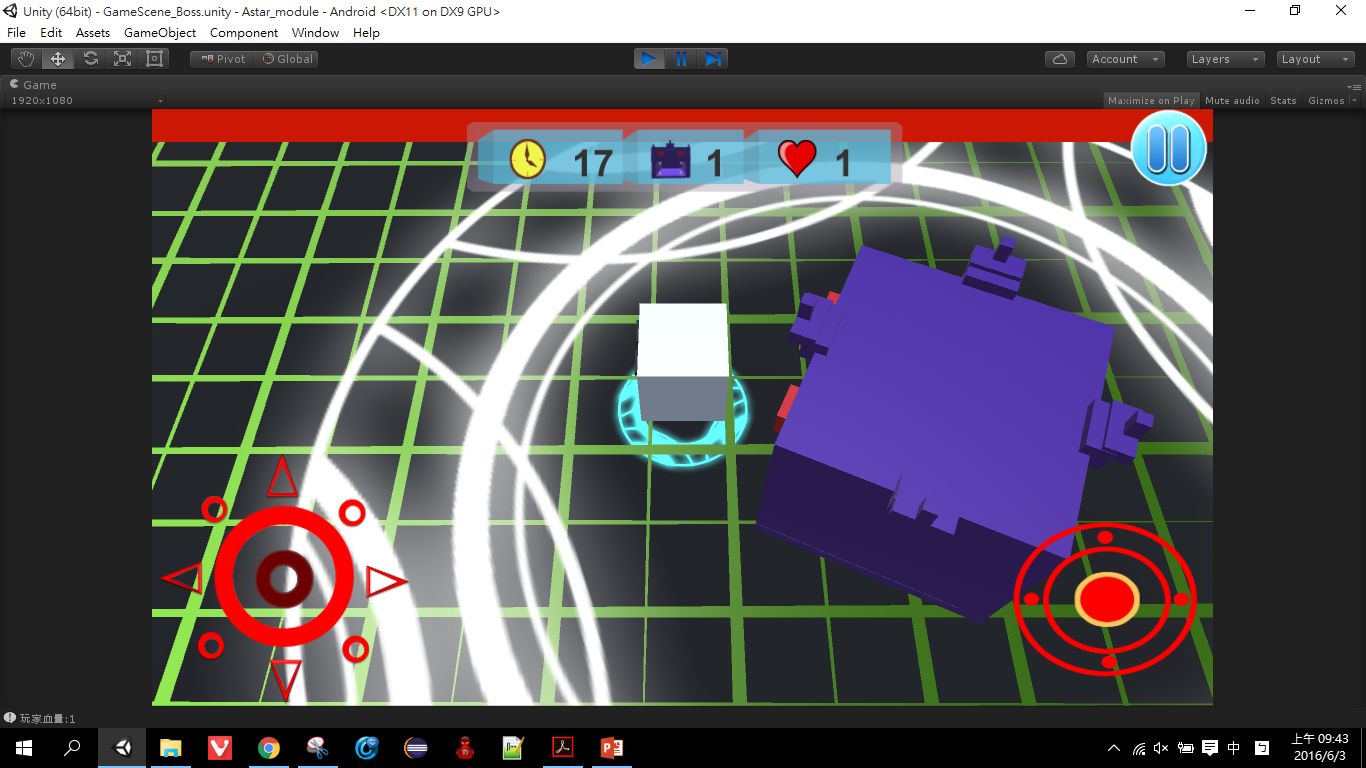 Unity (64bit) - GameScene_Boss.unity - Astar_module - Android <DX11 on DX9 GPU>
File Edit Assets GameObject Component Window Help
Pivot Global Account Layers Layout
Game
1920x1080 Maximize on Play Mute audio Stats Gizmos
17 1 1
玩家血量:1
中
上午 09:43
2016/6/3